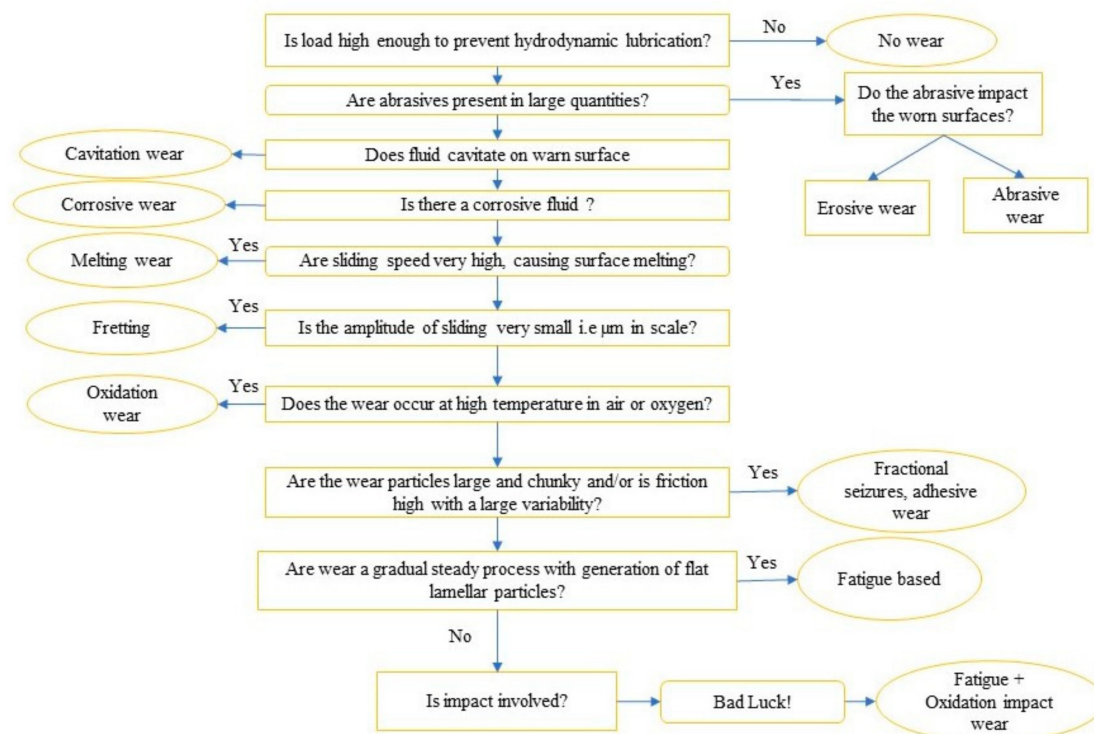 Is load high enough to prevent hydrodynamic lubrication?
No
No wear
Are abrasives present in large quantities?
Yes
Do the abrasive impact
the worn surfaces?
Cavitation wear
Does fluid cavitate on warn surface
Erosive wear
Abrasive
wear
Corrosive wear
Is there a corrosive fluid ?
Melting wear
Yes
Are sliding speed very high, causing surface melting?
Fretting
Yes
Is the amplitude of sliding very small i.e μm in scale?
Oxidation
wear
Yes
Does the wear occur at high temperature in air or oxygen?
Are the wear particles large and chunky and/or is friction
high with a large variability?
Yes
Fractional
seizures, adhesive
wear
Are wear a gradual steady process with generation of flat
lamellar particles?
Yes
Fatigue based
No
Is impact involved?
Bad Luck!
Fatigue +
Oxidation impact
wear